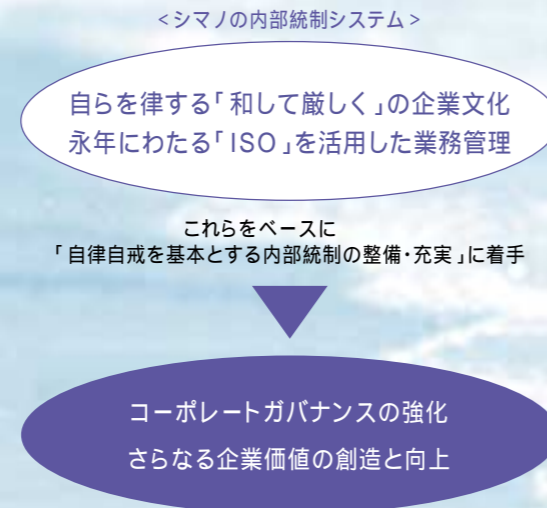 <シマノの内部統制システム>
自らを律する「和して厳しく」の企業文化
永年にわたる「ISO」を活用した業務管理
これらをベースに
「自律自戒を基本とする内部統制の整備・充実」に着手
コーポレートガバナンスの強化
さらなる企業価値の創造と向上